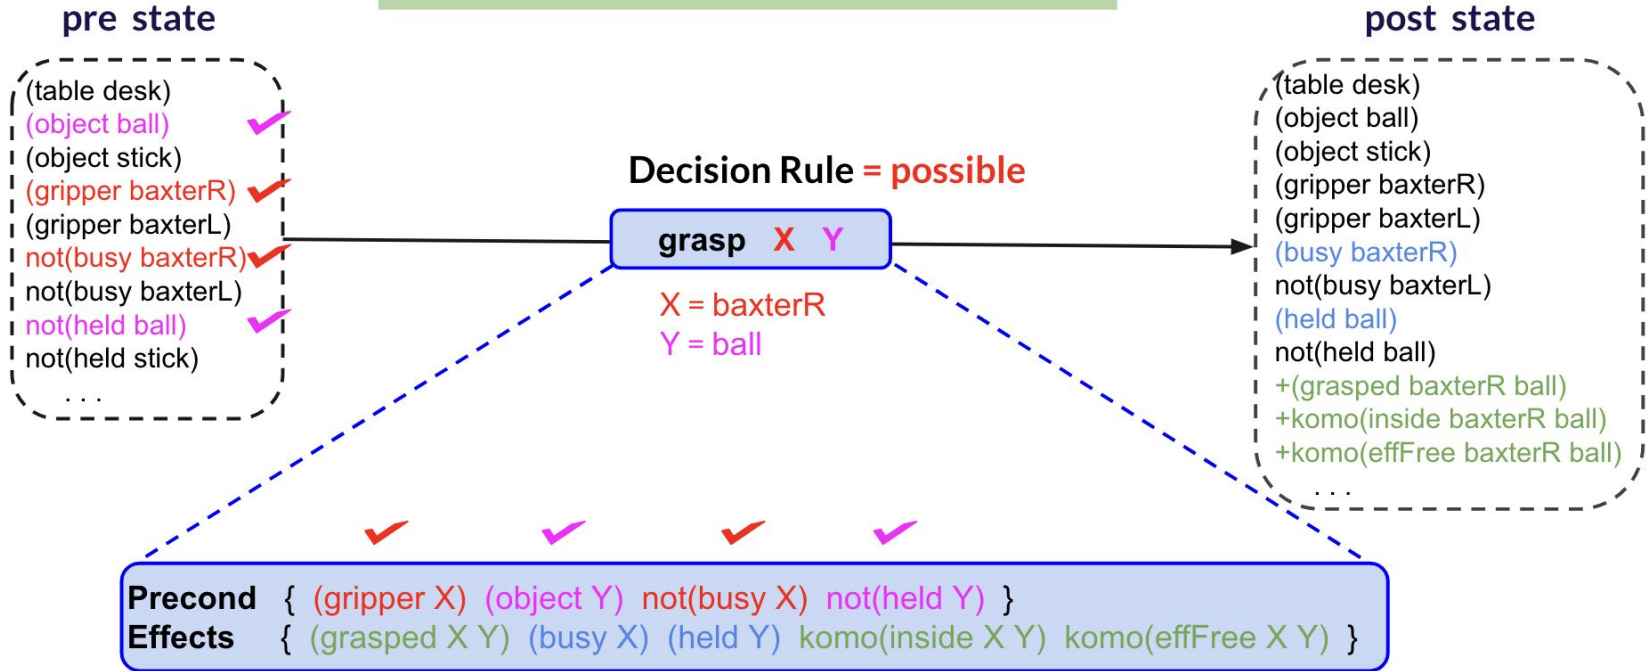 pre state
(table desk)
(object ball)
(object stick)
(gripper baxterR)
(gripper baxterL)
not(busy baxterR)
not(busy baxterL)
not(held ball)
not(held stick)
. . .
Decision Rule = possible
grasp X Y
X = baxterR
Y = ball
post state
(table desk)
(object ball)
(object stick)
(gripper baxterR)
(gripper baxterL)
(busy baxterR)
not(busy baxterL)
(held ball)
not(held ball)
+(grasped baxterR ball)
+komo(inside baxterR ball)
+komo(effFree baxterR ball)
. . .
Precond { (gripper X) (object Y) not(busy X) not(held Y) }
Effects { (grasped X Y) (busy X) (held Y) komo(inside X Y) komo(effFree X Y) }